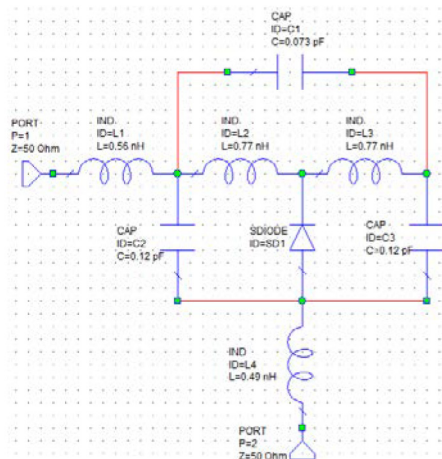 CAP
ID=C1
C=0.073 pF
PORT
P=1
Z=50 Ohm
IND
ID=L1
L=0.56 nH
IND
ID=L2
L=0.77 nH
IND
ID=L3
L=0.77 nH
CAP
ID=C2
C=0.12 pF
SDIODE
ID=SD1
CAP
ID=C3
C=0.12 pF
IND
ID=L4
L=0.49 nH
PORT
P=2
Z=50 Ohm